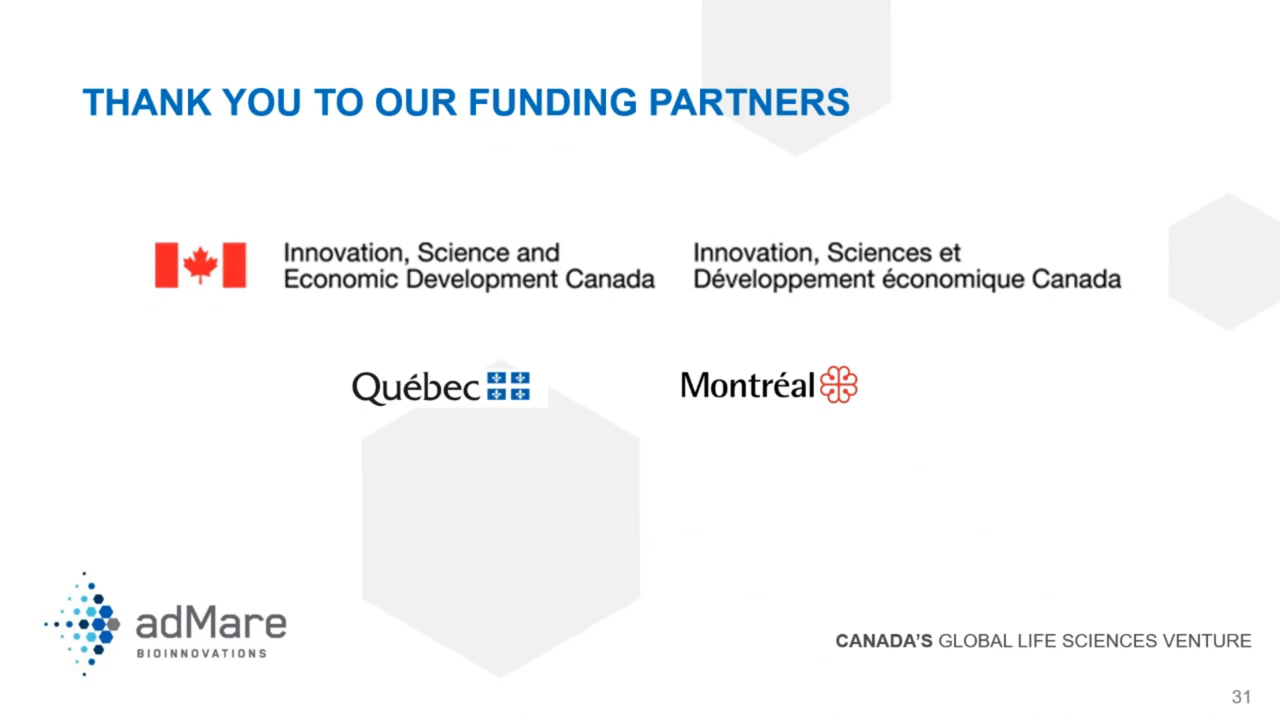 THANK YOU TO OUR FUNDING PARTNERS
Innovation, Science and
Economic Development Canada
Innovation, Sciences et
Développement économique Canada
Québec
Montréal
adMare
BIOINNOVATIONS
CANADA'S GLOBAL LIFE SCIENCES VENTURE
31